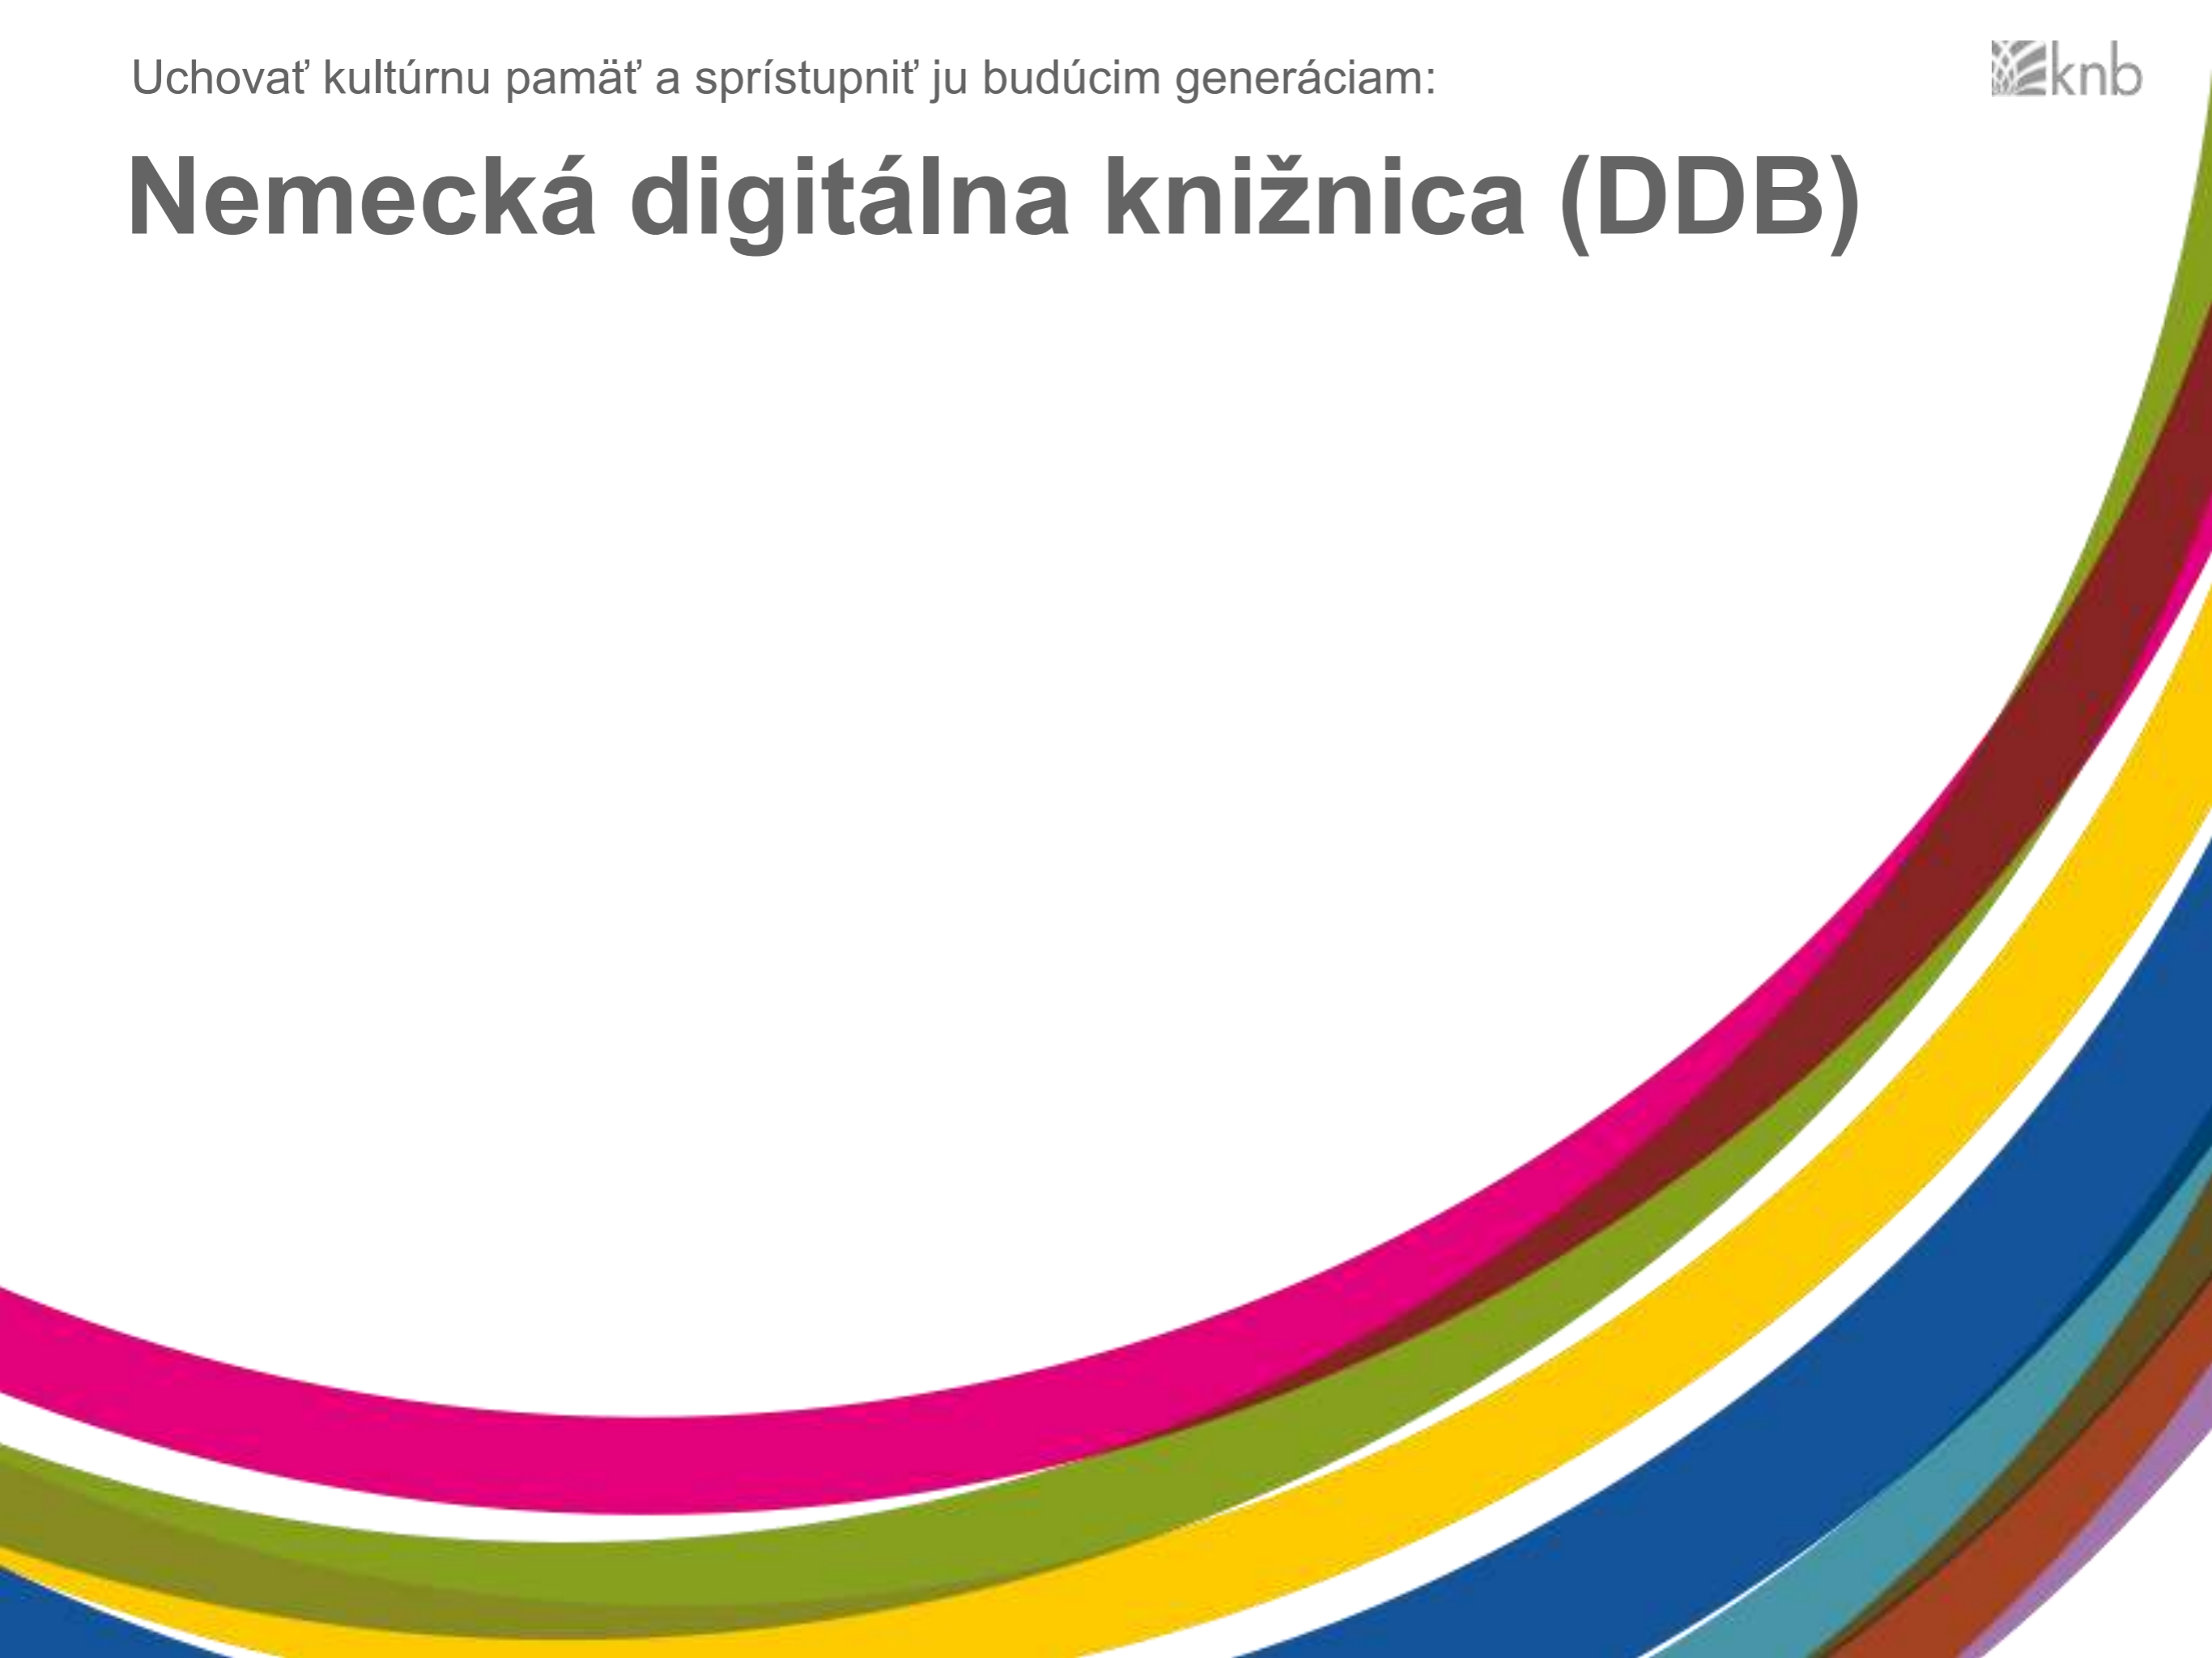 Uchovať kultúrnu pamäť a sprístupniť ju budúcim generáciam:
knb
Nemecká digitálna knižnica (DDB)